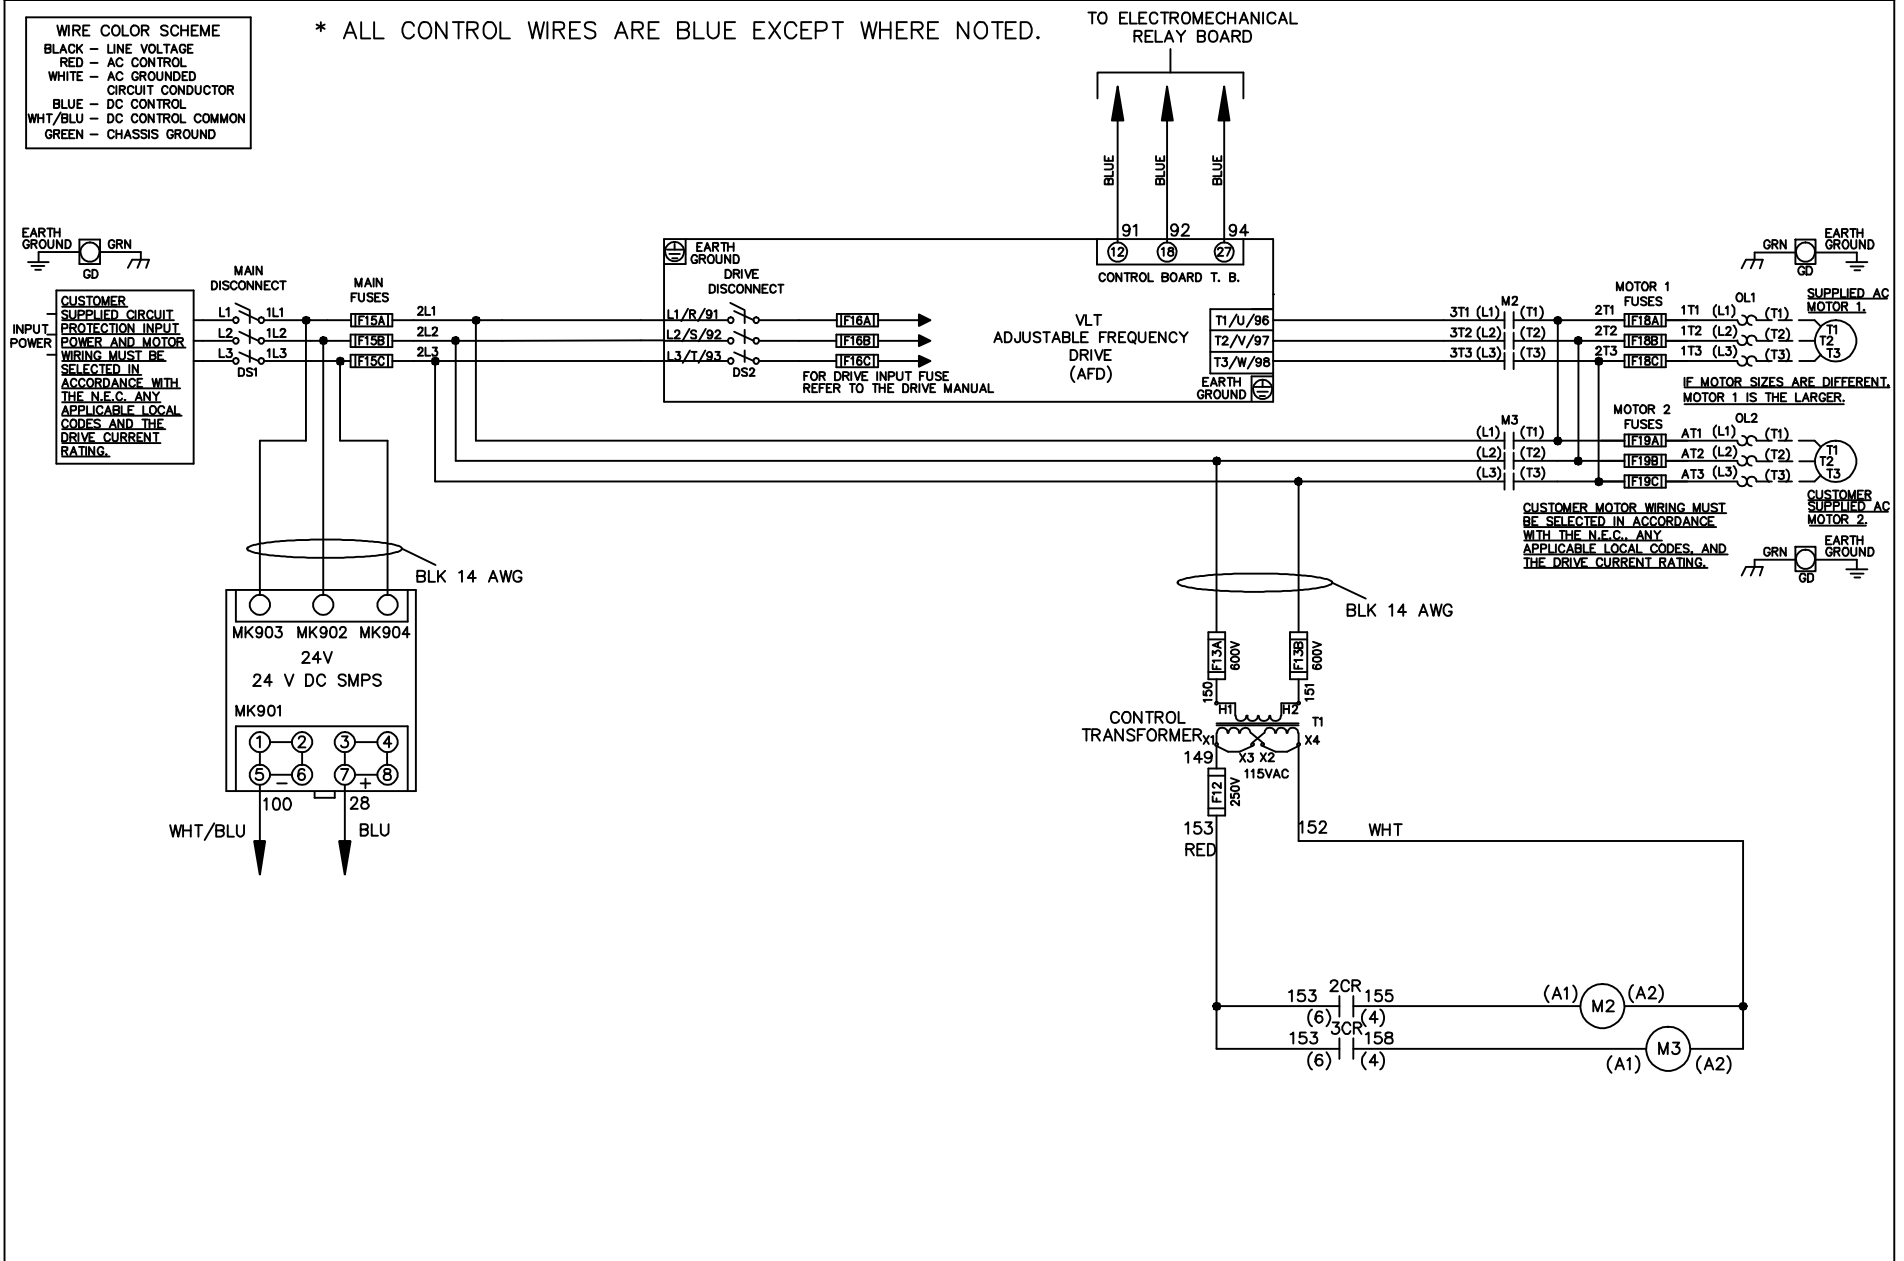 WIRE COLOR SCHEME
BLACK – LINE VOLTAGE
RED – AC CONTROL
WHITE – AC GROUNDED
CIRCUIT CONDUCTOR
BLUE – DC CONTROL
WHT/BLU – DC CONTROL COMMON
GREEN – CHASSIS GROUND
* ALL CONTROL WIRES ARE BLUE EXCEPT WHERE NOTED.
TO ELECTROMECHANICAL
RELAY BOARD
BLUE
BLUE
BLUE
91 92 94
12 18 27
CONTROL BOARD T. B.
EARTH
GROUND
GRN
GD
INPUT
POWER
CUSTOMER
SUPPLIED CIRCUIT
PROTECTION INPUT
POWER AND MOTOR
WIRING MUST BE
SELECTED IN
ACCORDANCE WITH
THE N.E.C. ANY
APPLICABLE LOCAL
CODES AND THE
DRIVE CURRENT
RATING.
MAIN
DISCONNECT
L1 1L1
L2 1L2
L3 1L3
DS1
MAIN
FUSES
F15A
F15B
F15C
2L1
2L2
2L3
EARTH
GROUND
DRIVE
DISCONNECT
L1/R/91
L2/S/92
L3/T/93
DS2
F16A
F16B
F16C
FOR DRIVE INPUT FUSE
REFER TO THE DRIVE MANUAL
VLT
ADJUSTABLE FREQUENCY
DRIVE
(AFD)
T1/U/96
T2/V/97
T3/W/98
EARTH
GROUND
M2
3T1 (L1) (T1)
3T2 (L2) (T2)
3T3 (L3) (T3)
2T1
2T2
2T3
MOTOR 1
FUSES
F18A
F18B
F18C
OL1
1T1 (L1) (T1)
1T2 (L2) (T2)
1T3 (L3) (T3)
GRN
GD
EARTH
GROUND
SUPPLIED AC
MOTOR 1.
T1
T2
T3
IF MOTOR SIZES ARE DIFFERENT,
MOTOR 1 IS THE LARGER.
M3
(L1) (T1)
(L2) (T2)
(L3) (T3)
MOTOR 2
FUSES
F19A
F19B
F19C
OL2
AT1 (L1) (T1)
AT2 (L2) (T2)
AT3 (L3) (T3)
T1
T2
T3
CUSTOMER
SUPPLIED AC
MOTOR 2.
CUSTOMER MOTOR WIRING MUST
BE SELECTED IN ACCORDANCE
WITH THE N.E.C., ANY
APPLICABLE LOCAL CODES, AND
THE DRIVE CURRENT RATING.
GRN
GD
EARTH
GROUND
BLK 14 AWG
MK903 MK902 MK904
24V
24 V DC SMPS
MK901
1 2 3 4
5 – 6 7 + 8
100 28
WHT/BLU BLU
BLK 14 AWG
F13A
600V
F13B
600V
150
151
H1 H2
T1
CONTROL
TRANSFORMER
X1 X4
X3 X2
149
115VAC
F12
250V
153
RED
152 WHT
153 2CR 155 (A1) M2 (A2)
(6) (4)
153 3CR 158 M3
(6) (4) (A1) (A2)